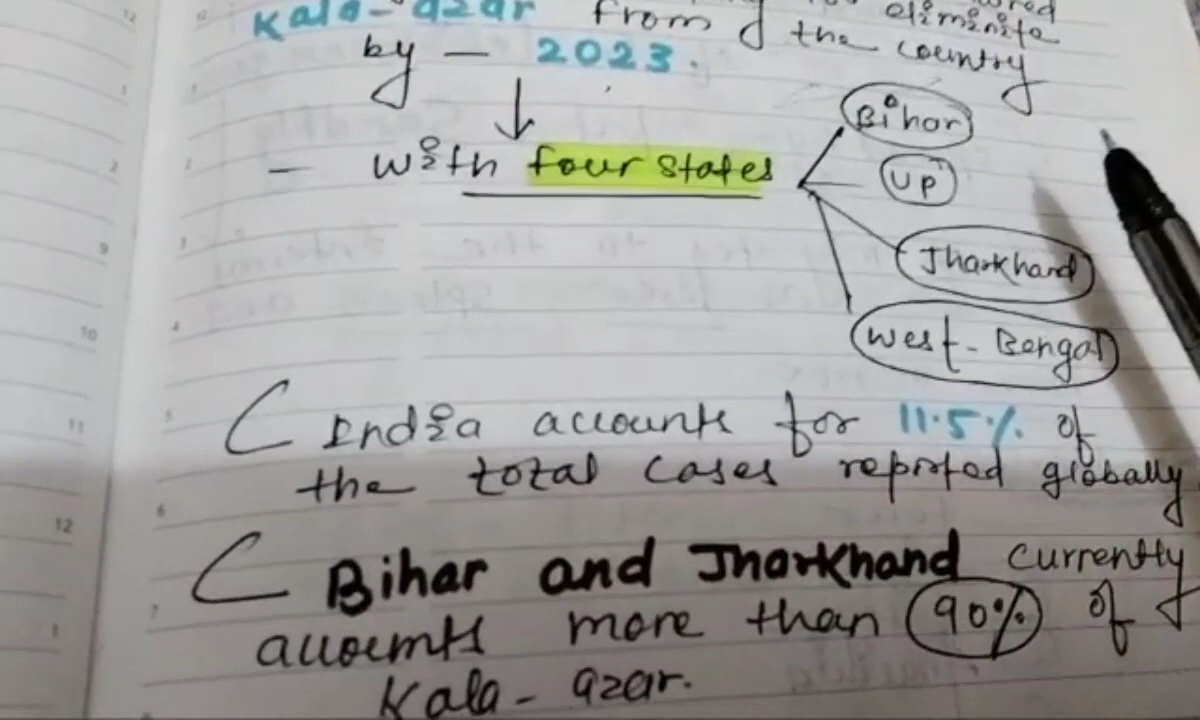 Kala-azar from the country
eliminate
by — 2023.
- with four states
Bihar
UP
Jharkhand
West-Bengal
India accounts for 11.5% of
the total cases reported globally
Bihar and Jharkhand currently
accounts more than 90% of
Kala-azar.